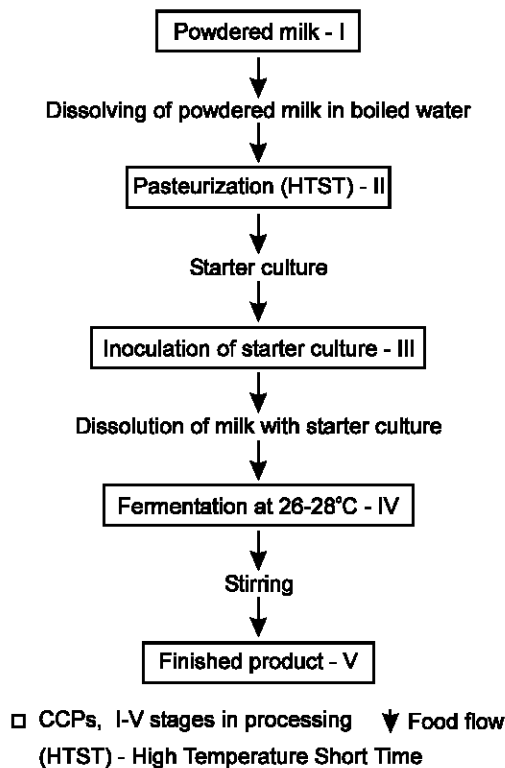 Powdered milk - I
Dissolving of powdered milk in boiled water
Pasteurization (HTST) - II
Starter culture
Inoculation of starter culture - III
Dissolution of milk with starter culture
Fermentation at 26-28°C - IV
Stirring
Finished product - V
CCPs, I-V stages in processing Food flow
(HTST) - High Temperature Short Time